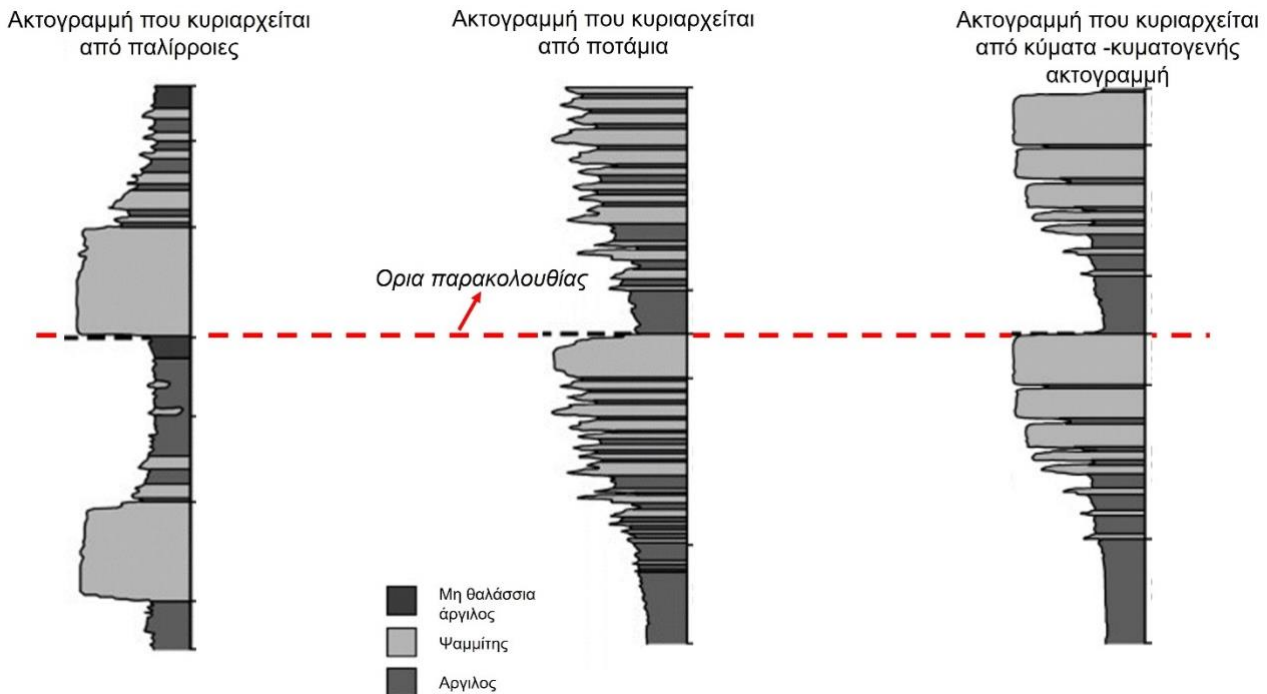 Ακτογραμμή που κυριαρχείται
από παλίρροιες
Ακτογραμμή που κυριαρχείται
από ποτάμια
Ακτογραμμή που κυριαρχείται
από κύματα -κυματογενής
ακτογραμμή
Ορια παρακολουθίας
Μη θαλάσσια
άργιλος
Ψαμμίτης
Αργιλος